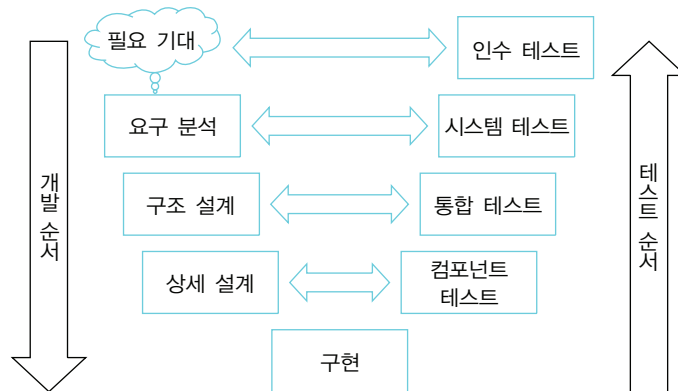 필요 기대
인수 테스트
요구 분석
시스템 테스트
개발 순서
구조 설계
통합 테스트
테스트 순서
상세 설계
컴포넌트
테스트
구현